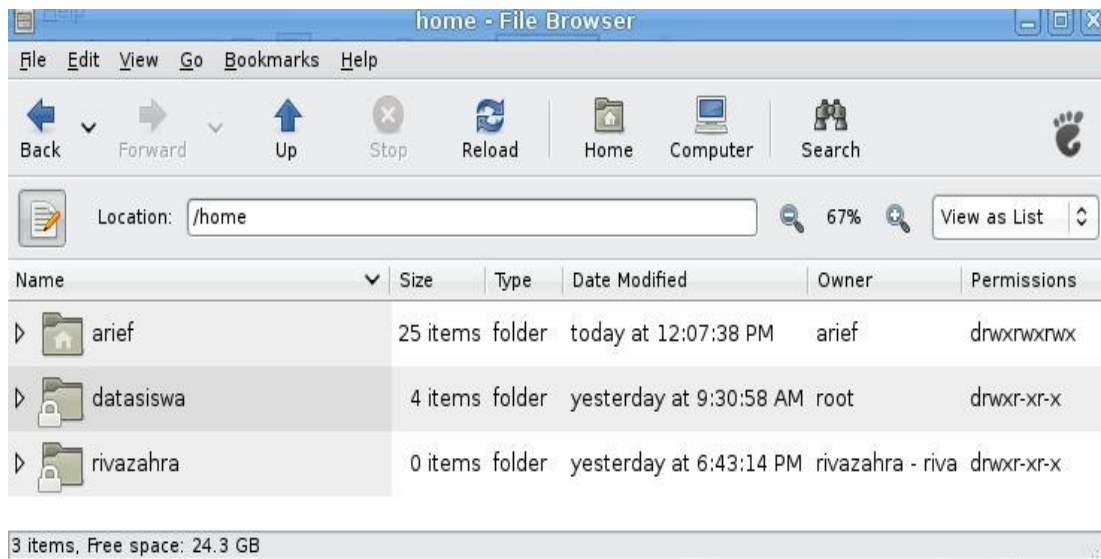 Help
home - File Browser
File Edit View Go Bookmarks Help
Back Forward Up Stop Reload Home Computer Search
Location: /home 67% View as List
Name Size Type Date Modified Owner Permissions
arief 25 items folder today at 12:07:38 PM arief drwxrwxrwx
datasiswa 4 items folder yesterday at 9:30:58 AM root drwxr-xr-x
rivazahra 0 items folder yesterday at 6:43:14 PM rivazahra - riva drwxr-xr-x
3 items, Free space: 24.3 GB